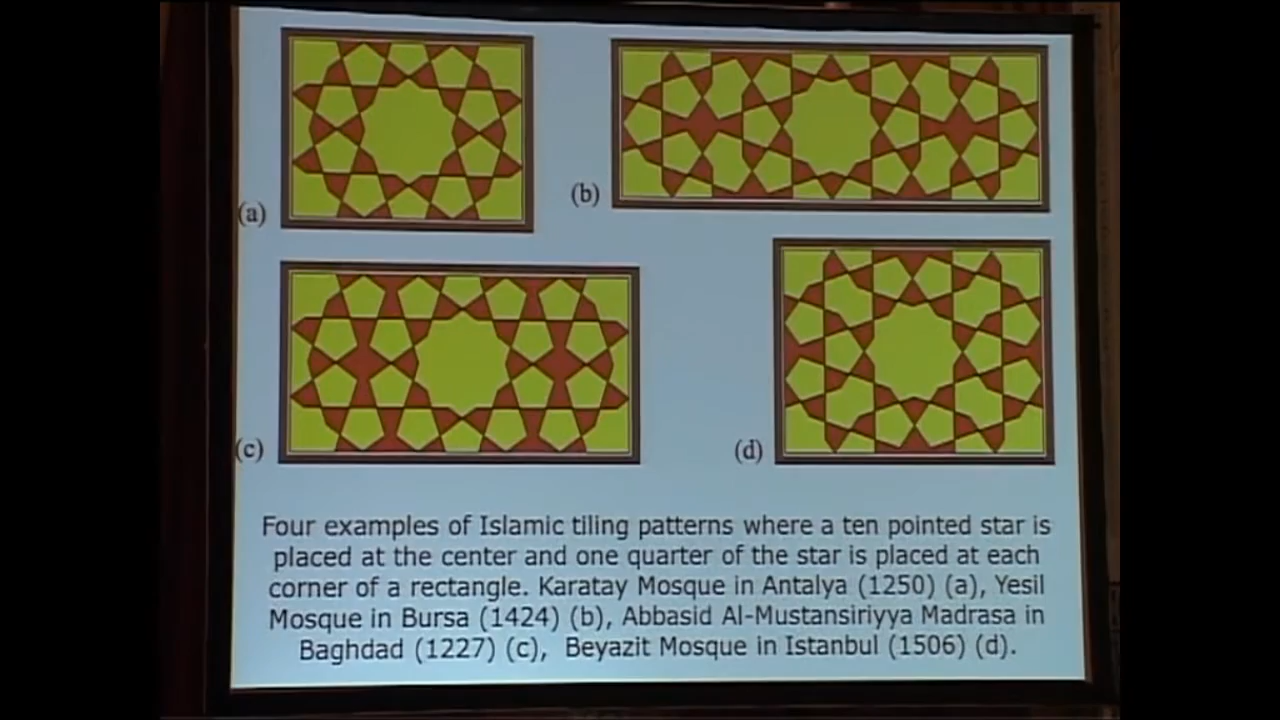 (a)
(b)
(c)
(d)
Four examples of Islamic tiling patterns where a ten pointed star is
placed at the center and one quarter of the star is placed at each
corner of a rectangle. Karatay Mosque in Antalya (1250) (a), Yesil
Mosque in Bursa (1424) (b), Abbasid Al-Mustansiriyya Madrasa in
Baghdad (1227) (c), Beyazit Mosque in Istanbul (1506) (d).